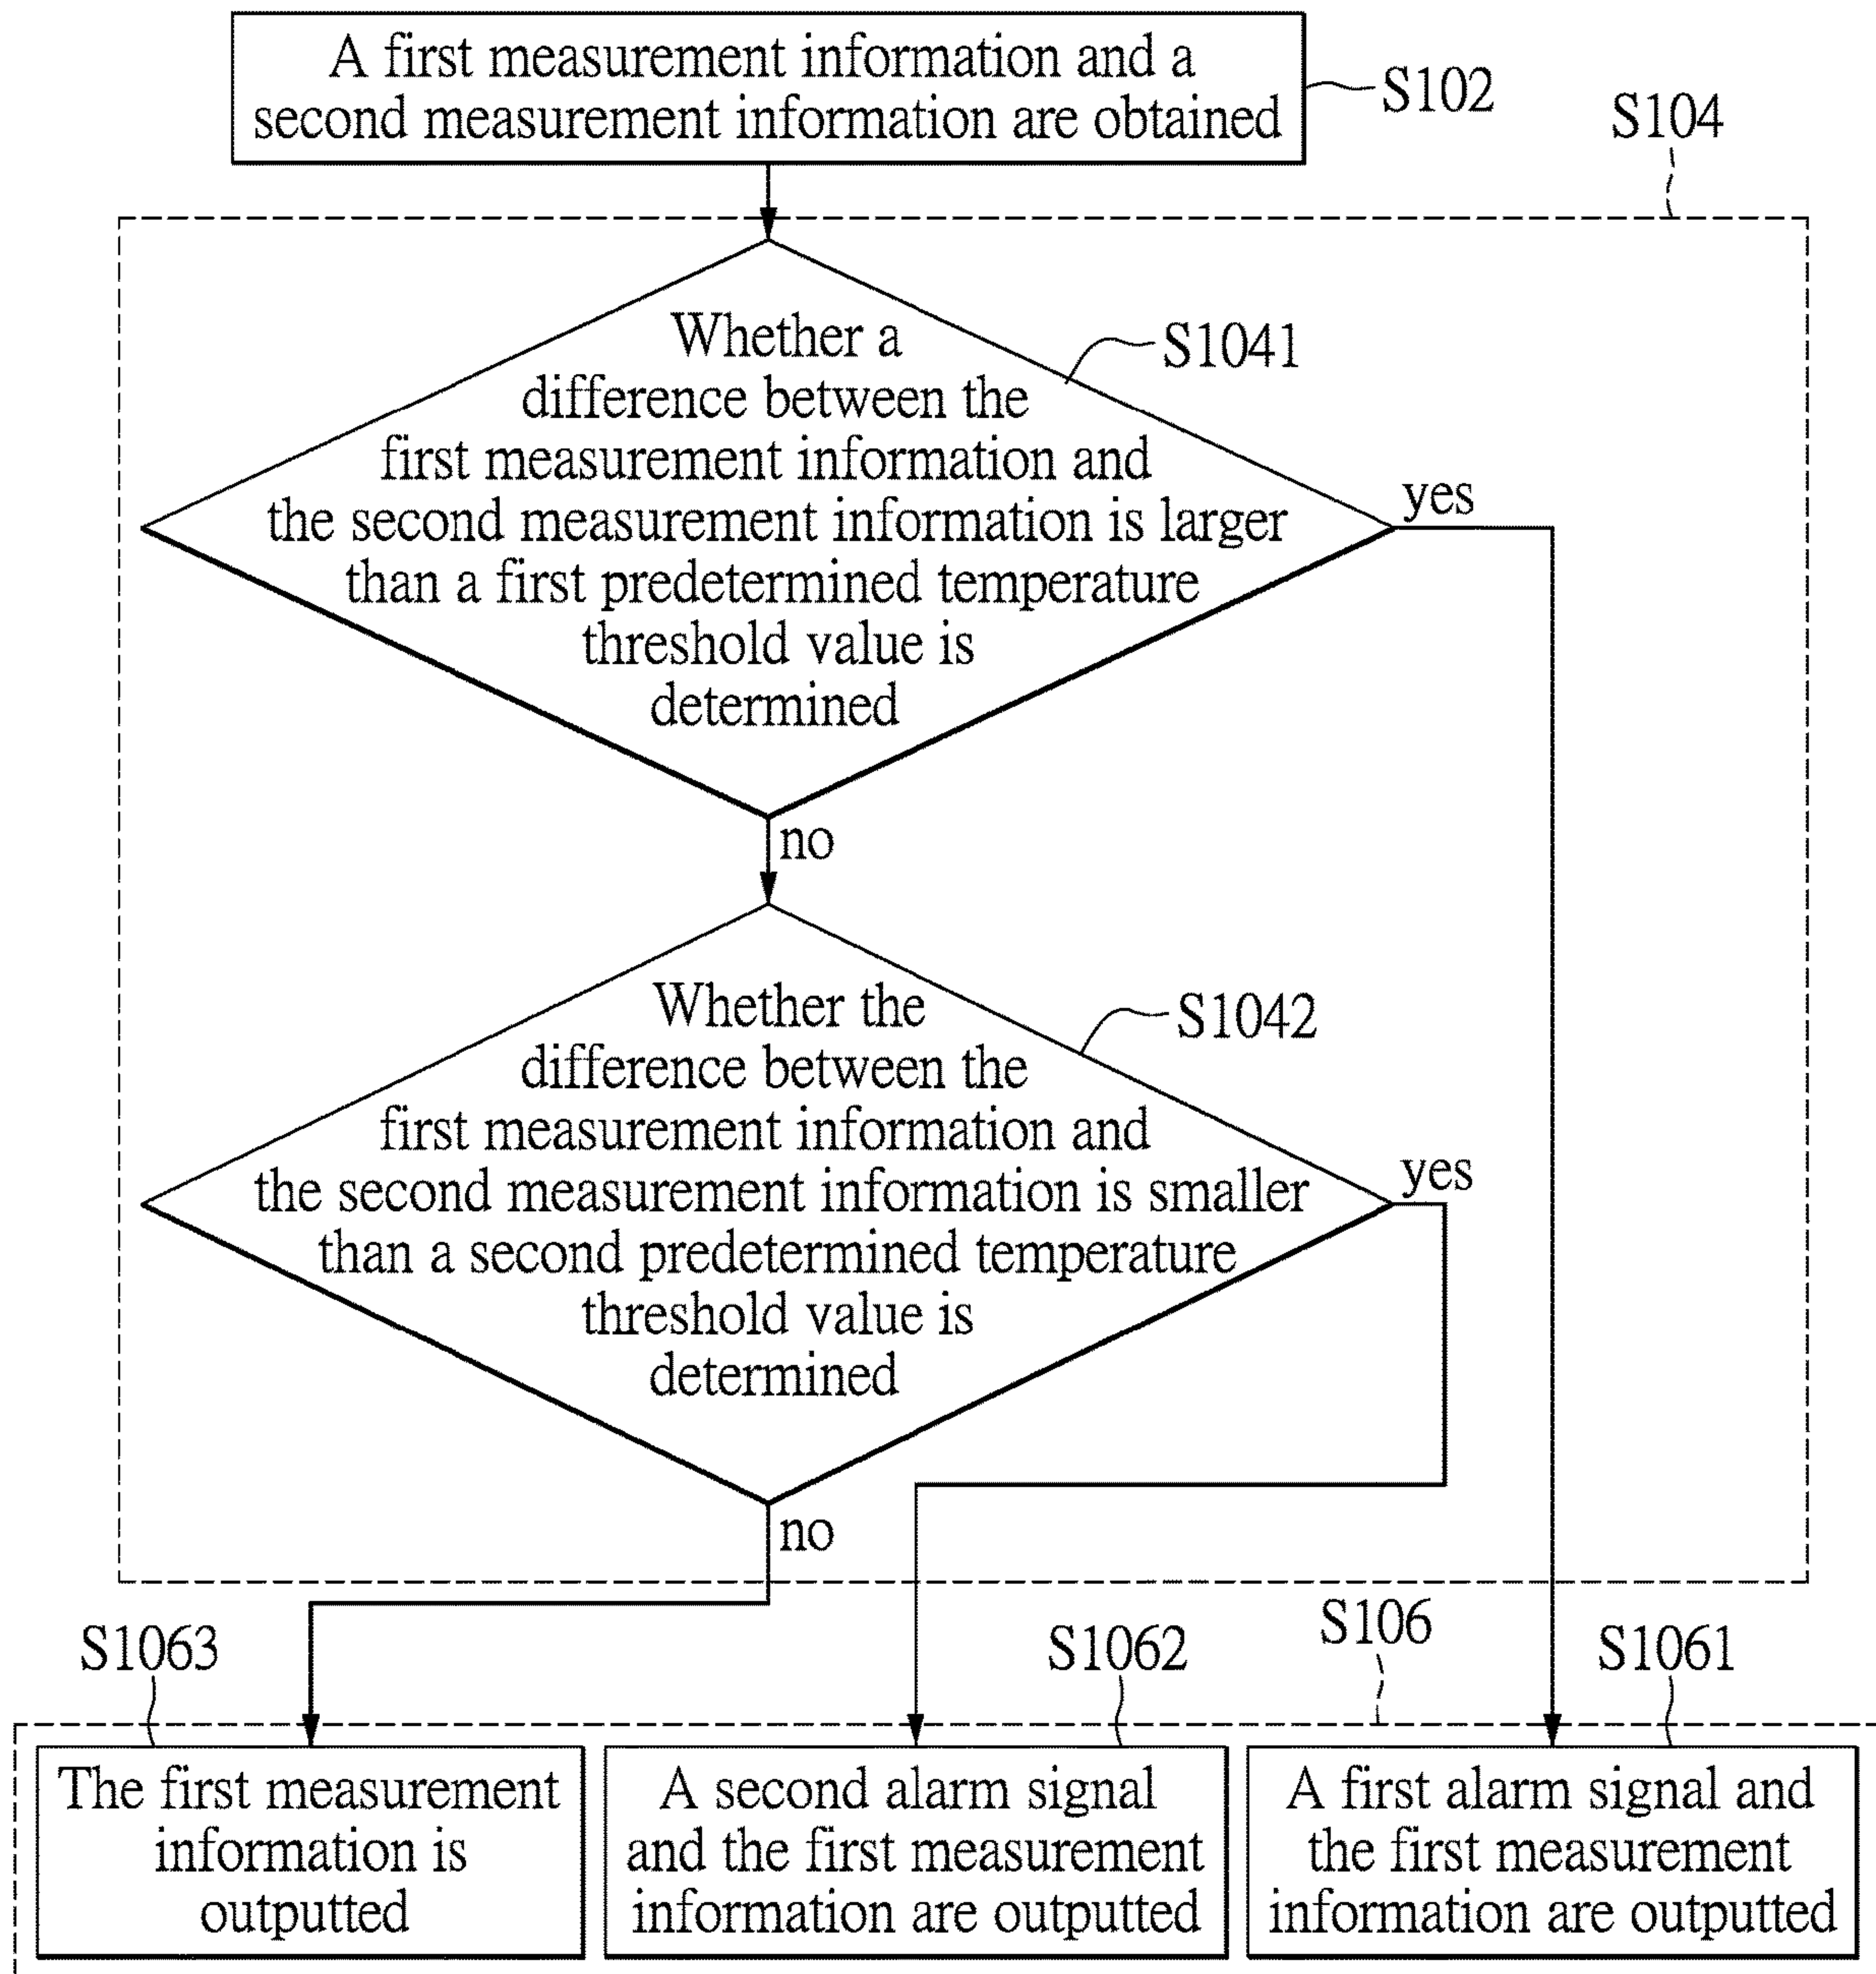 A first measurement information and a
second measurement information are obtained
S102
S104
Whether a
difference between the
first measurement information and
the second measurement information is larger
than a first predetermined temperature
threshold value is
determined
S1041
yes
no
Whether the
difference between the
first measurement information and
the second measurement information is smaller
than a second predetermined temperature
threshold value is
determined
S1042
yes
no
S106
S1063
The first measurement
information is
outputted
S1062
A second alarm signal
and the first measurement
information are outputted
S1061
A first alarm signal and
the first measurement
information are outputted